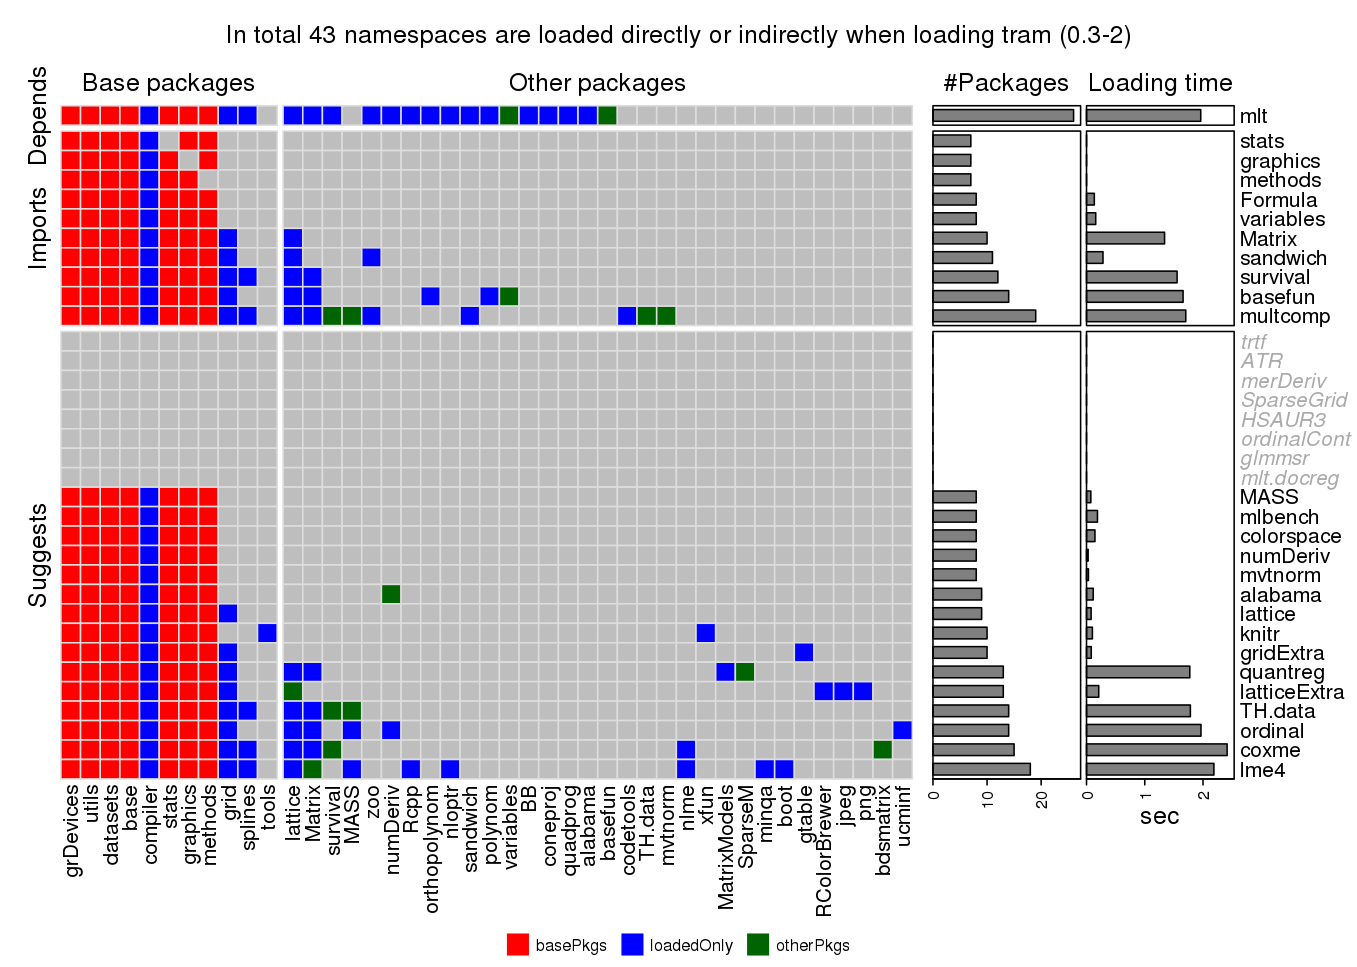 In total 43 namespaces are loaded directly or indirectly when loading tram (0.3-2)
Base packages
Other packages
#Packages
Loading time
Depends
Imports
Suggests
mlt
stats
graphics
methods
Formula
variables
Matrix
sandwich
survival
basefun
multcomp
trtf
ATR
merDeriv
SparseGrid
HSAUR3
ordinalCont
glmmsr
mlt.docreg
MASS
mlbench
colorspace
numDeriv
mvtnorm
alabama
lattice
knitr
gridExtra
quantreg
latticeExtra
TH.data
ordinal
coxme
lme4
grDevices
utils
datasets
base
compiler
stats
graphics
methods
grid
splines
tools
lattice
Matrix
survival
MASS
zoo
numDeriv
Rcpp
orthopolynom
nloptr
sandwich
polynom
variables
BB
coneproj
quadprog
alabama
basefun
codetools
TH.data
mvtnorm
nlme
xfun
MatrixModels
SparseM
minqa
boot
gtable
RColorBrewer
jpeg
png
bdsmatrix
ucminf
0
10
20
0
1
2
sec
basePkgs
loadedOnly
otherPkgs